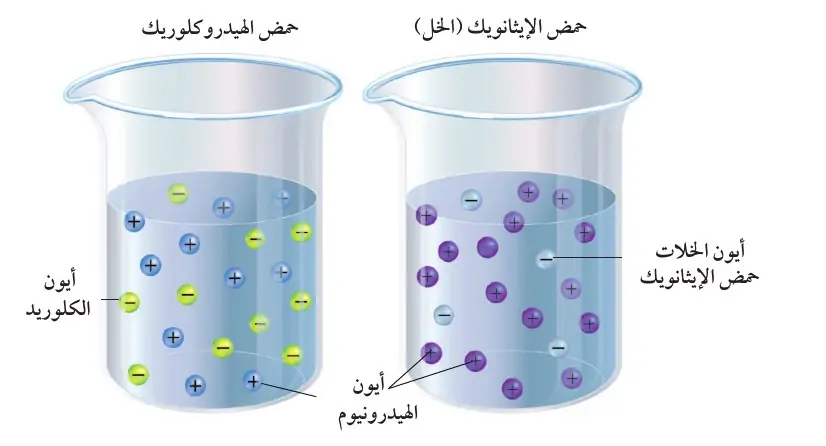 حمض الإيثانويك (الخل)
حمض الهيدروكلوريك
أيون الخلات
حمض الإيثانويك
أيون
الكلوريد
أيون
الهيدرونيوم